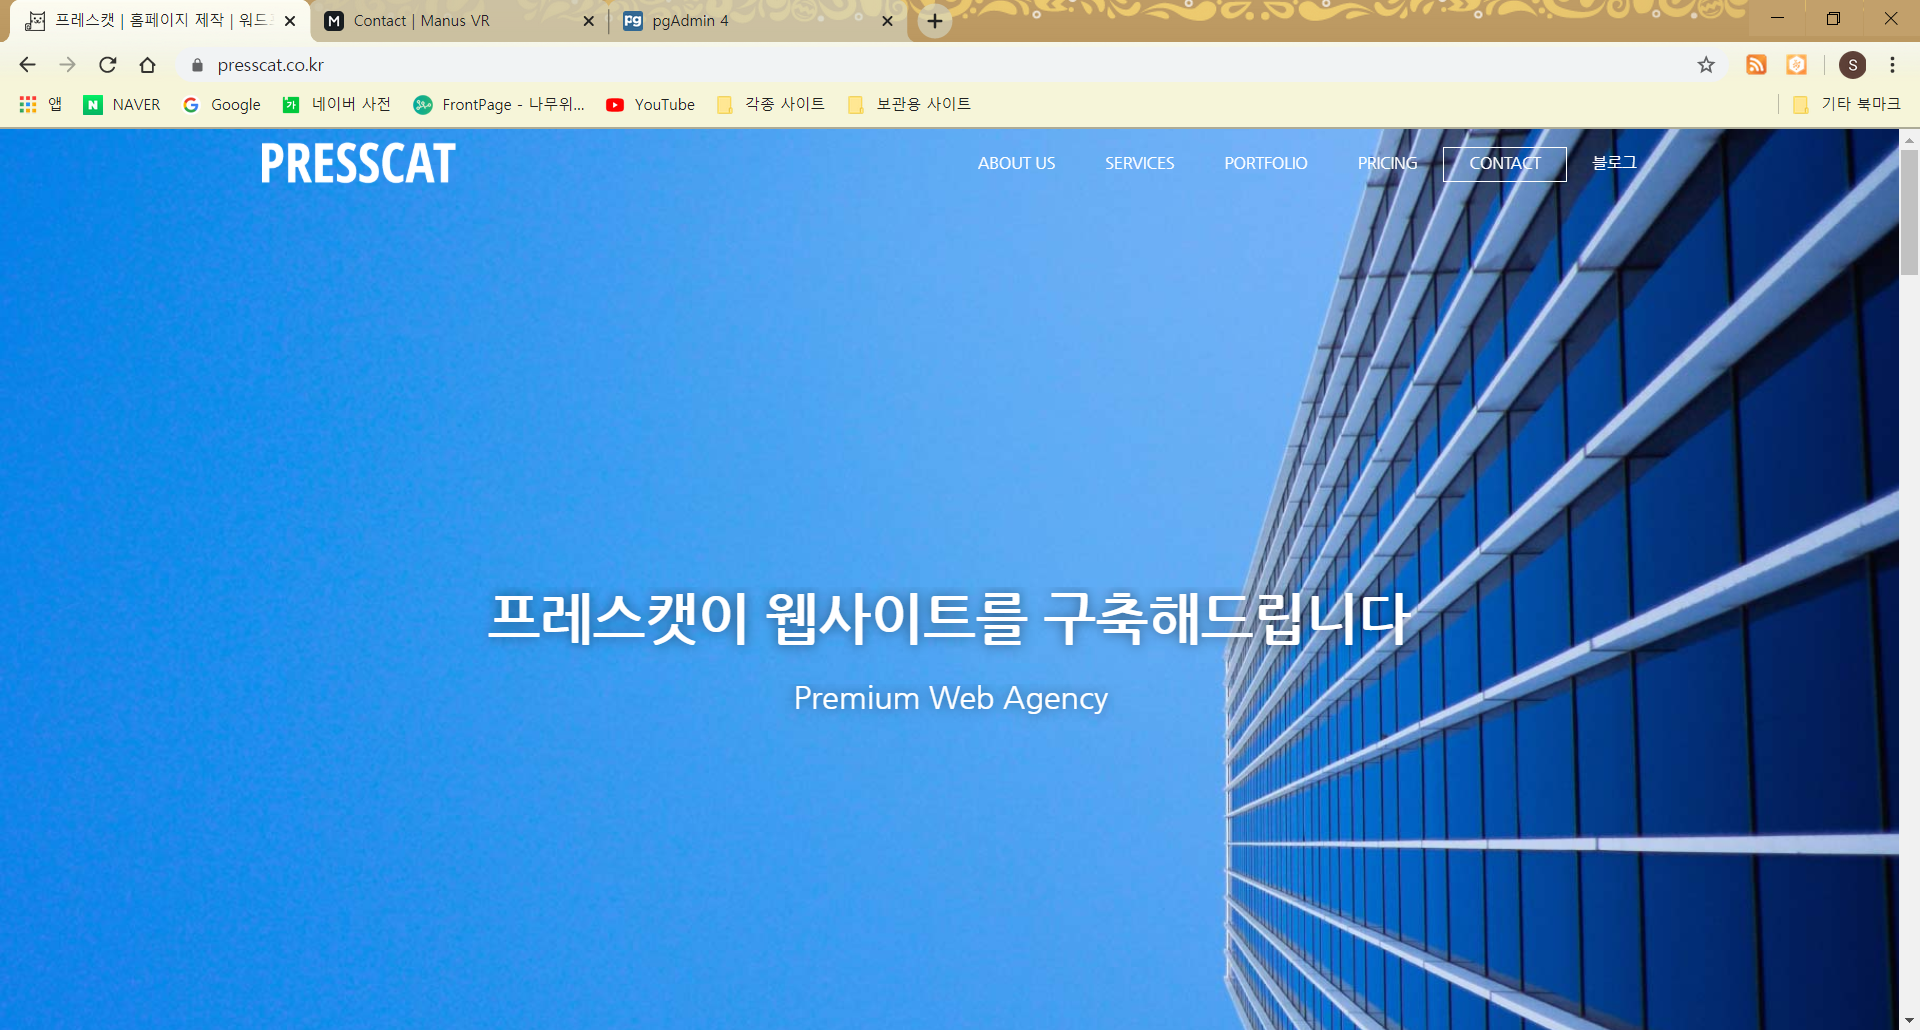 프레스캣 | 홈페이지 제작 | 워드
Contact | Manus VR
pgAdmin 4
presscat.co.kr
S
앱
NAVER
Google
네이버 사전
FrontPage - 나무위...
YouTube
각종 사이트
보관용 사이트
기타 북마크
PRESSCAT
ABOUT US
SERVICES
PORTFOLIO
PRICING
CONTACT
블로그
프레스캣이 웹사이트를 구축해드립니다
Premium Web Agency